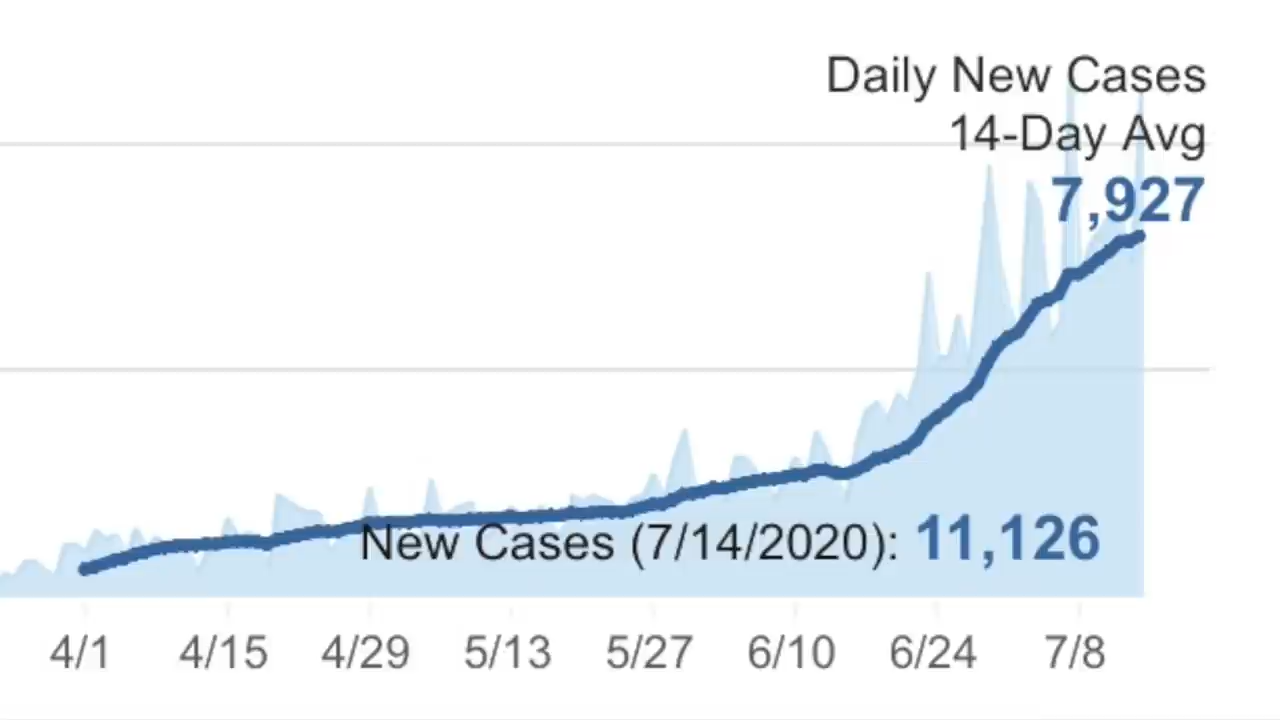 Daily New Cases
14-Day Avg
7,927
New Cases (7/14/2020): 11,126
4/1 4/15 4/29 5/13 5/27 6/10 6/24 7/8